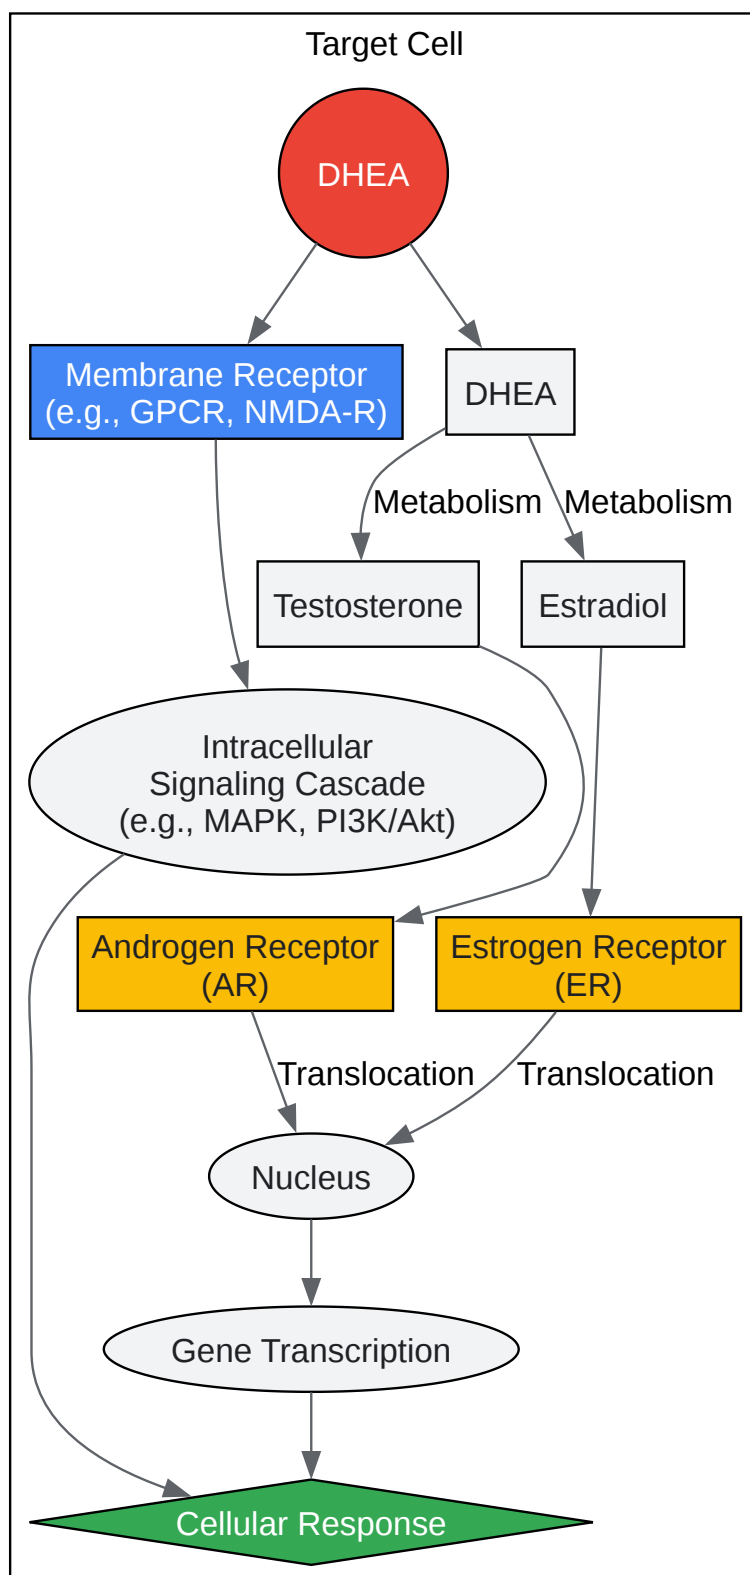 Target Cell
DHEA
Membrane Receptor
(e.g., GPCR, NMDA-R)
DHEA
Metabolism
Metabolism
Testosterone
Estradiol
Intracellular
Signaling Cascade
(e.g., MAPK, PI3K/Akt)
Androgen Receptor
(AR)
Estrogen Receptor
(ER)
Translocation
Translocation
Nucleus
Gene Transcription
Cellular Response